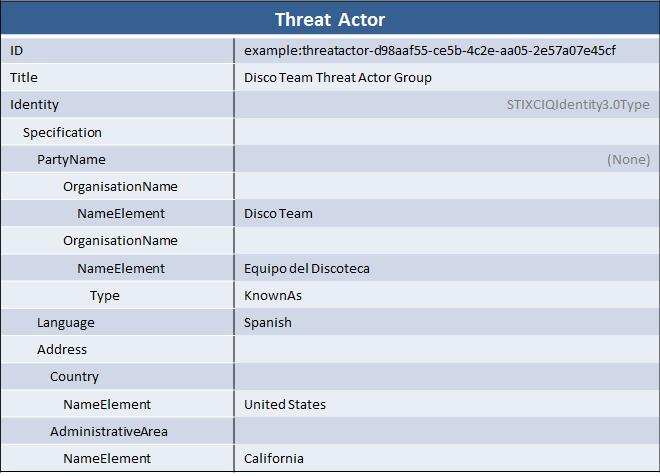 Threat Actor
ID example:threatactor-d98aaf55-ce5b-4c2e-aa05-2e57a07e45cf
Title Disco Team Threat Actor Group
Identity STIXCIQIdentity3.0Type
Specification
PartyName (None)
OrganisationName
NameElement Disco Team
OrganisationName
NameElement Equipo del Discoteca
Type KnownAs
Language Spanish
Address
Country
NameElement United States
AdministrativeArea
NameElement California